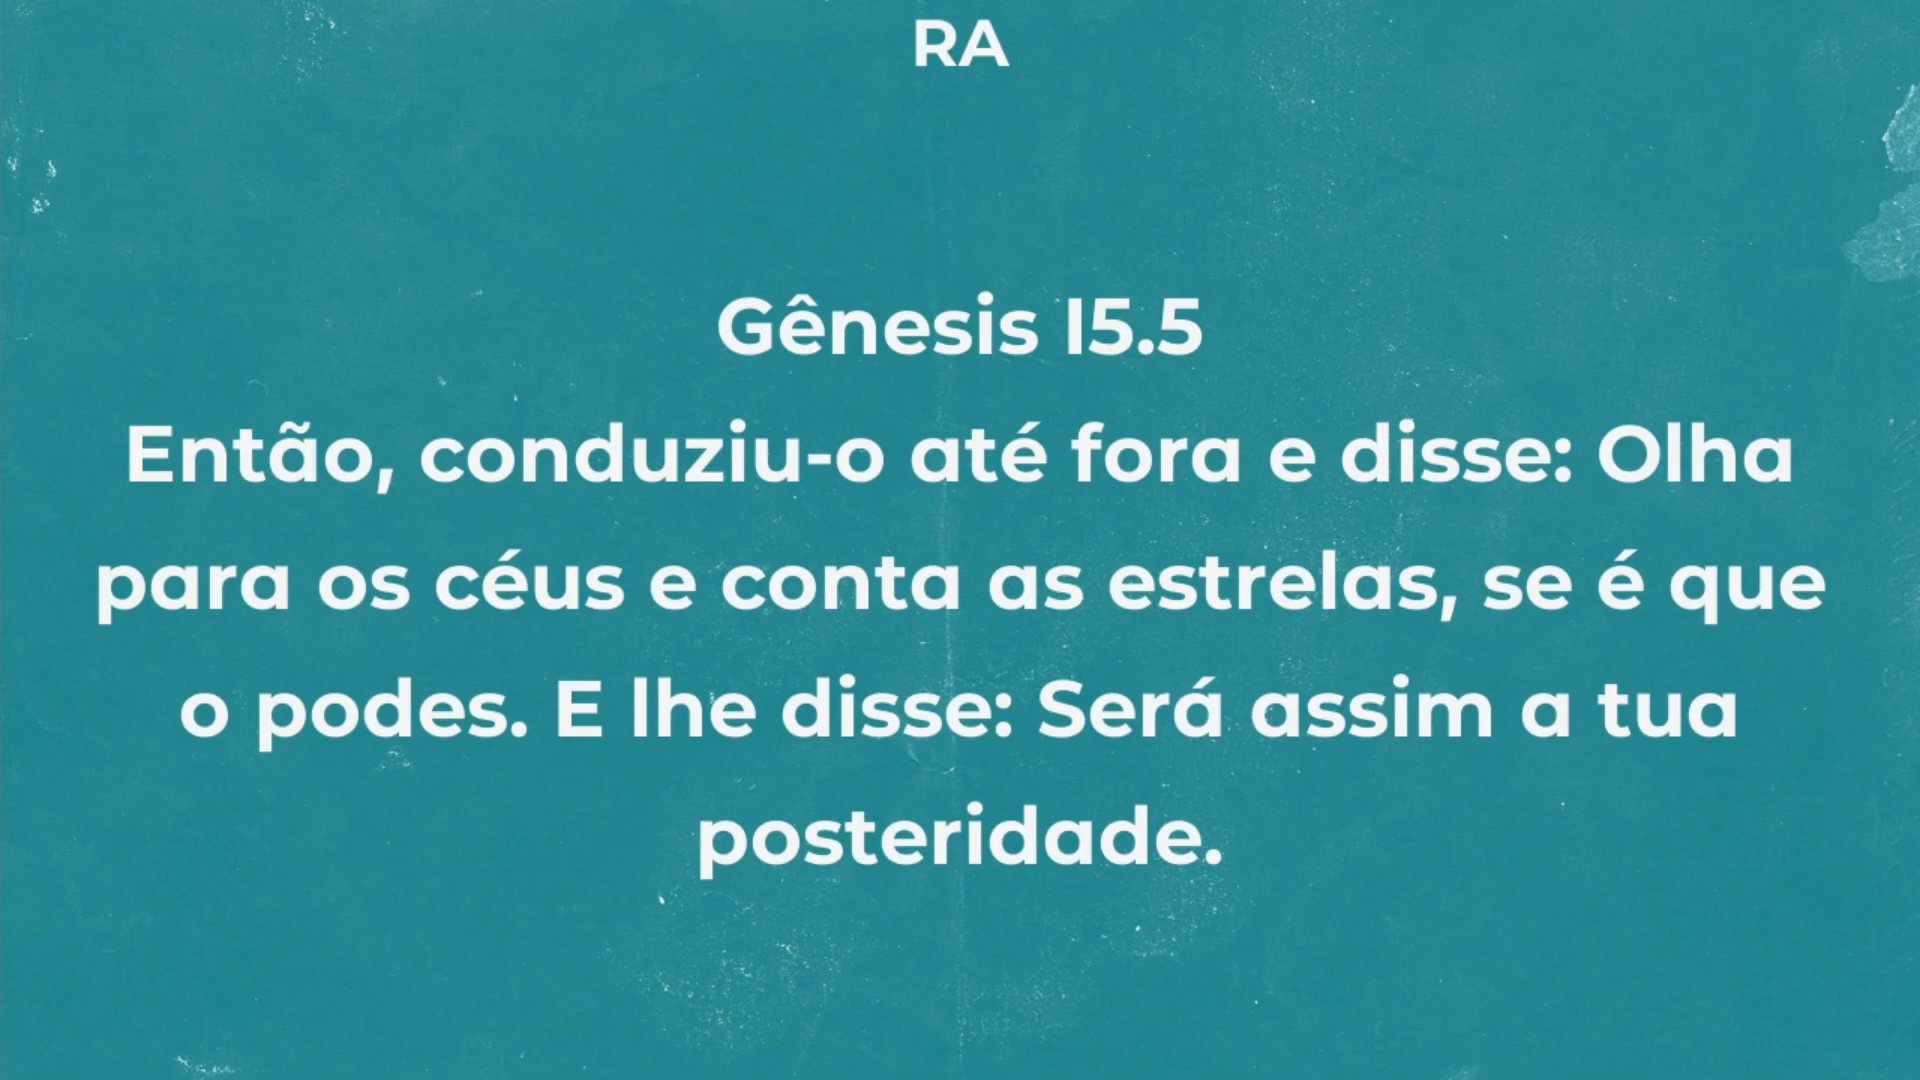 RA
Gênesis 15.5
Então, conduziu-o até fora e disse: Olha
para os céus e conta as estrelas, se é que
o podes. E lhe disse: Será assim a tua
posteridade.